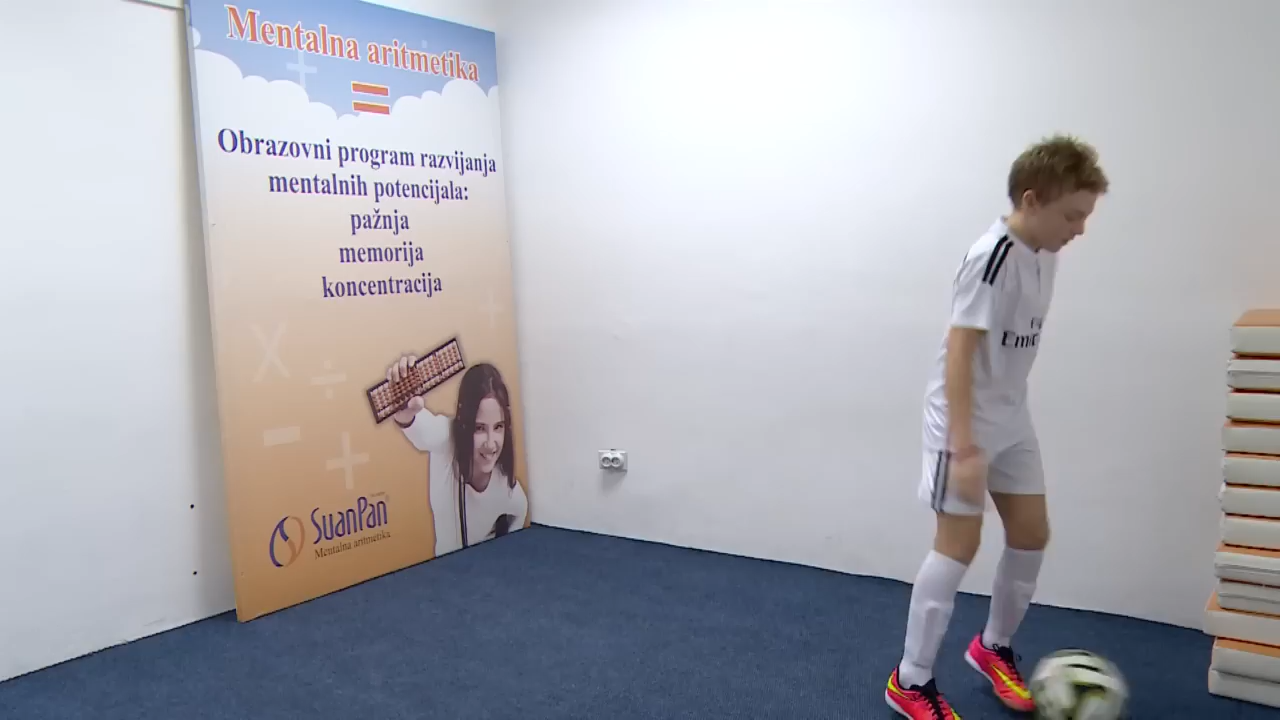 Mentalna aritmetika
=
Obrazovni program razvijanja
mentalnih potencijala:
pažnja
memorija
koncentracija
SuanPan
Mentalna aritmetika